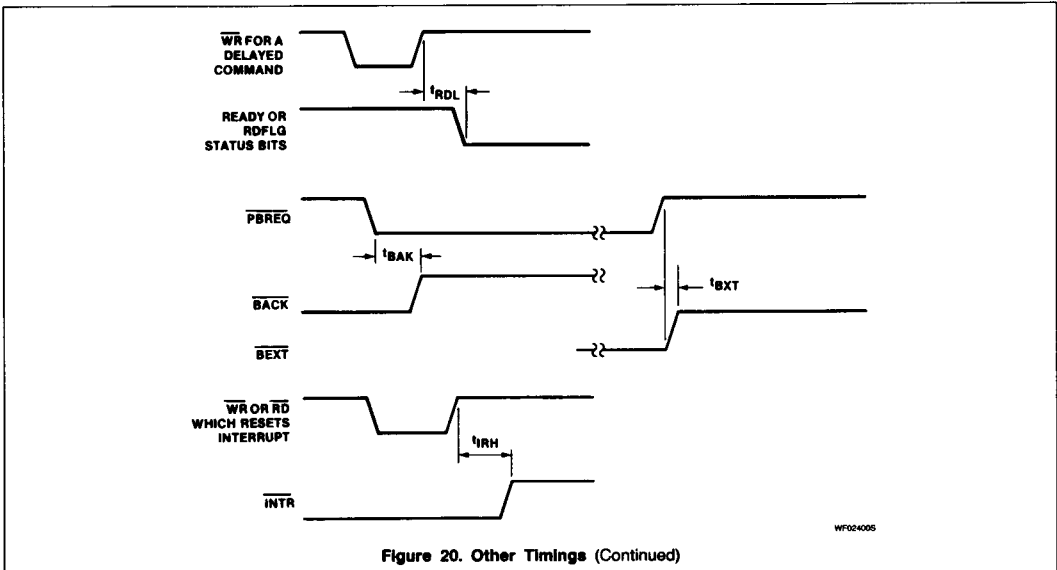 WR FOR A
DELAYED
COMMAND
tRDL
READY OR
RDFLG
STATUS BITS
PBREQ
tBAK
tBXT
BACK
BEXT
WR OR RD
WHICH RESETS
INTERRUPT
tIRH
INTR
WF02400S
Figure 20. Other Timings (Continued)